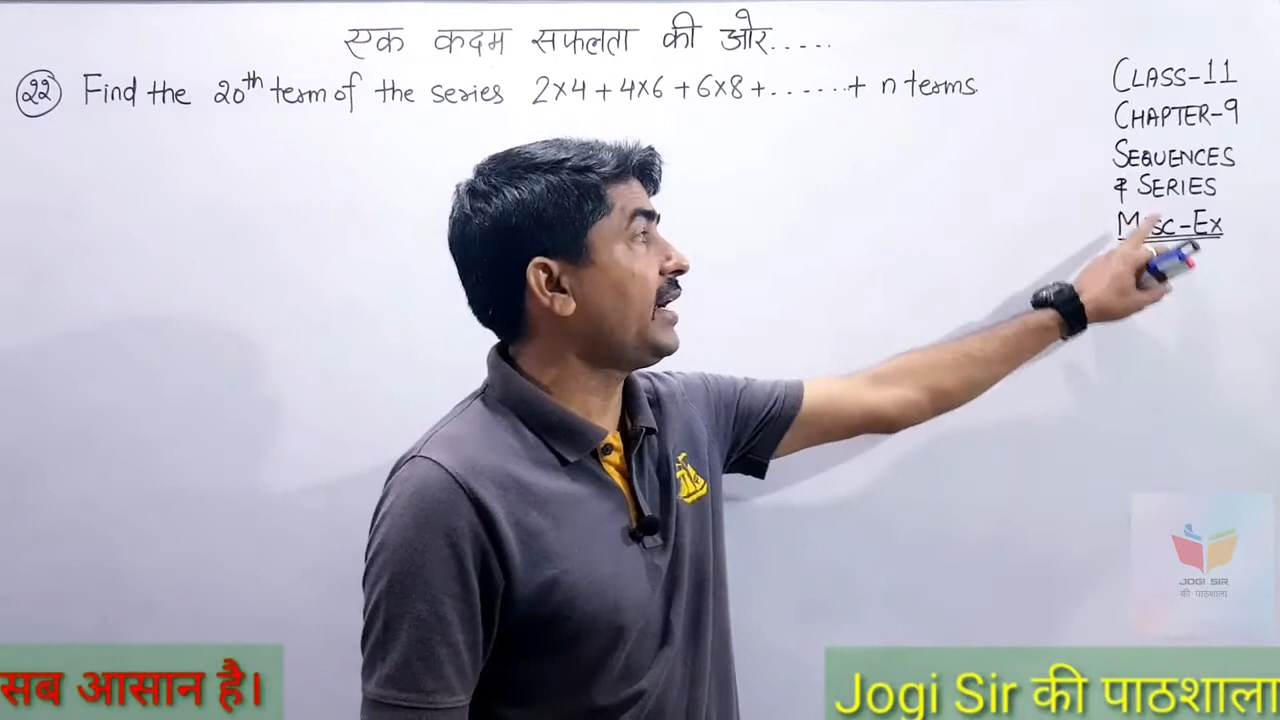 एक कदम सफलता की ओर.....
(22) Find the 20th term of the series 2×4 + 4×6 + 6×8 + ...... + n terms.
CLASS-11
CHAPTER-9
SEQUENCES
& SERIES
Misc-Ex
JOGI SIR
की पाठशाला
सब आसान है।
Jogi Sir की पाठशाला